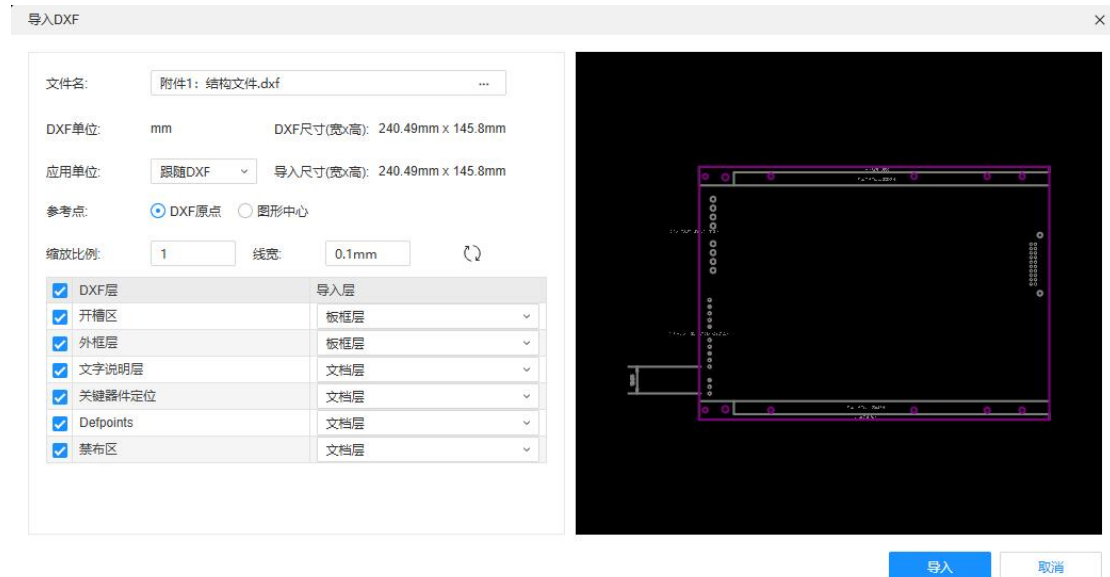 导入DXF
文件名: 附件1：结构文件.dxf ...
DXF单位: mm DXF尺寸(宽x高): 240.49mm x 145.8mm
应用单位: 跟随DXF 导入尺寸(宽x高): 240.49mm x 145.8mm
参考点: DXF原点 图形中心
缩放比例: 1 线宽: 0.1mm
DXF层 导入层
开槽区 板框层
外框层 板框层
文字说明层 文档层
关键器件定位 文档层
Defpoints 文档层
禁布区 文档层
导入 取消